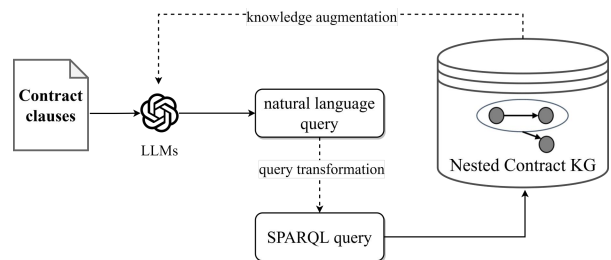 knowledge augmentation
Contract
clauses
LLMs
natural language
query
query transformation
SPARQL query
Nested Contract KG